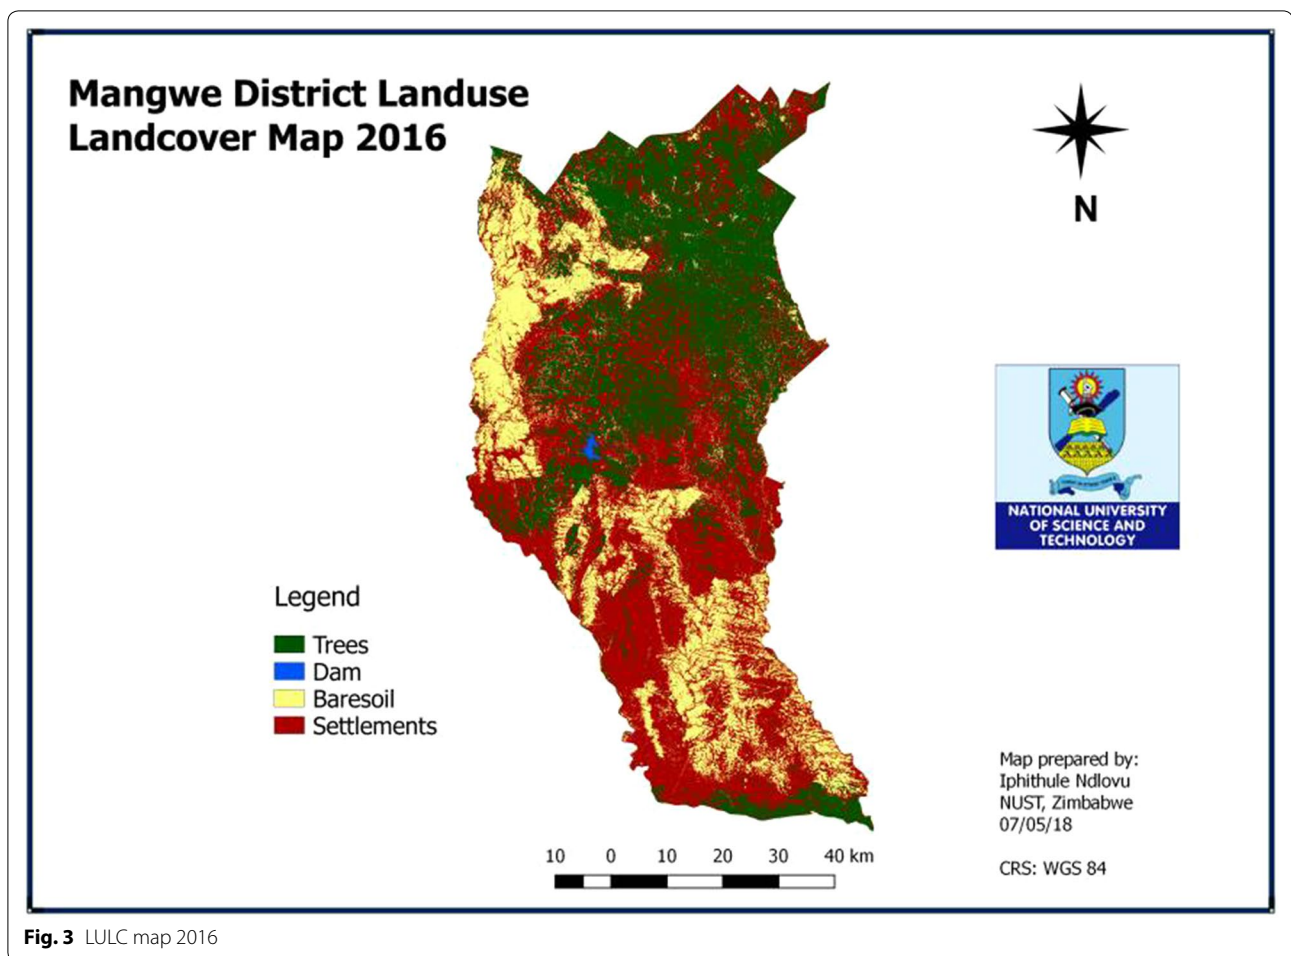 Mangwe District Landuse
Landcover Map 2016
N
NATIONAL UNIVERSITY
OF SCIENCE AND
TECHNOLOGY
Legend
Trees
Dam
Baresoil
Settlements
Map prepared by:
Iphithule Ndlovu
NUST, Zimbabwe
07/05/18
CRS: WGS 84
10 0 10 20 30 40 km
Fig. 3 LULC map 2016